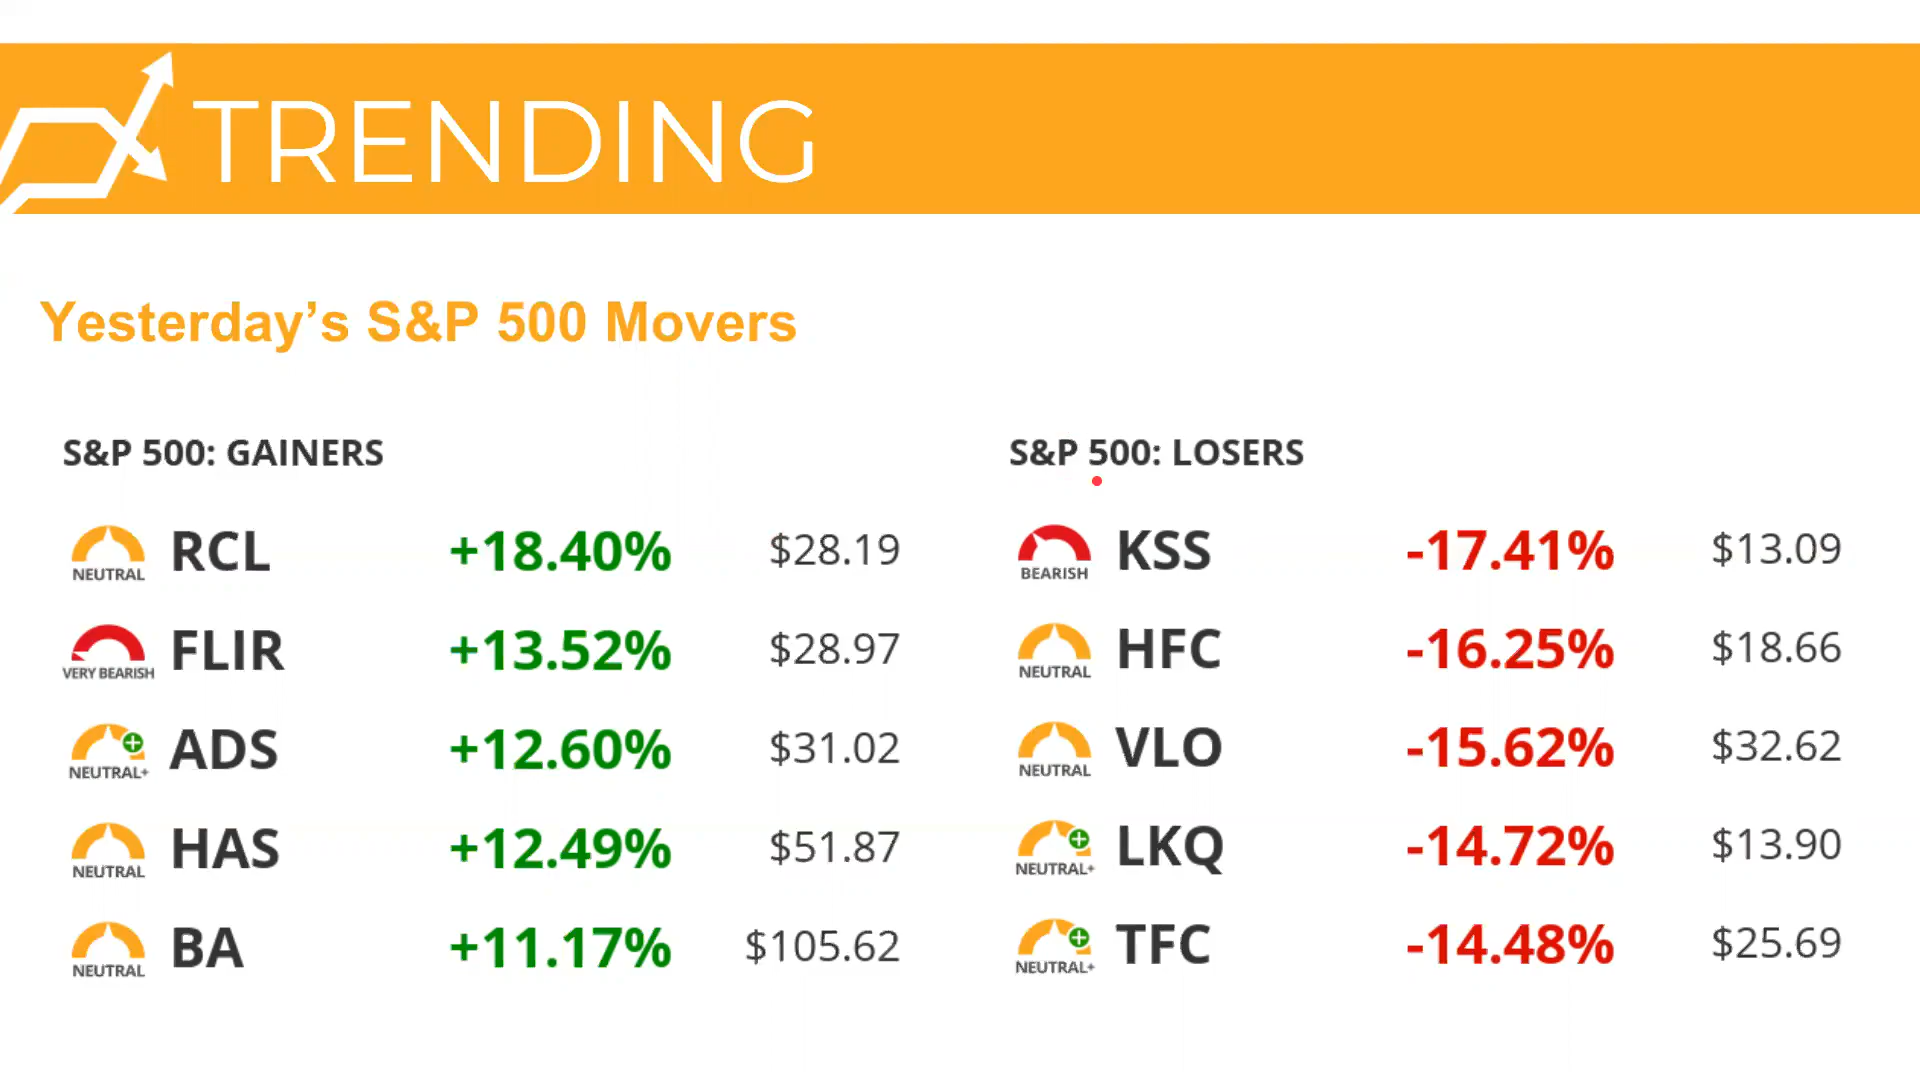 TRENDING
Yesterday’s S&P 500 Movers
S&P 500: GAINERS
NEUTRAL RCL +18.40% $28.19
VERY BEARISH FLIR +13.52% $28.97
NEUTRAL+ ADS +12.60% $31.02
NEUTRAL HAS +12.49% $51.87
NEUTRAL BA +11.17% $105.62
S&P 500: LOSERS
BEARISH KSS -17.41% $13.09
NEUTRAL HFC -16.25% $18.66
NEUTRAL VLO -15.62% $32.62
NEUTRAL+ LKQ -14.72% $13.90
NEUTRAL+ TFC -14.48% $25.69